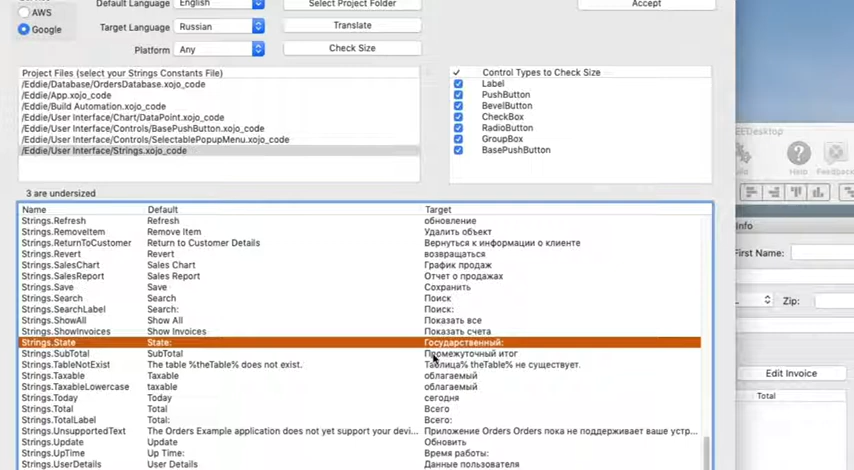 AWS
Google
Default Language English Select Project Folder Accept
Target Language Russian Translate
Platform Any Check Size
Project Files (select your Strings Constants File)
/Eddie/Database/OrdersDatabase.xojo_code
/Eddie/App.xojo_code
/Eddie/Build Automation.xojo_code
/Eddie/User Interface/Chart/DataPoint.xojo_code
/Eddie/User Interface/Controls/BasePushButton.xojo_code
/Eddie/User Interface/Controls/SelectablePopupMenu.xojo_code
/Eddie/User Interface/Strings.xojo_code
Control Types to Check Size
Label
PushButton
BevelButton
CheckBox
RadioButton
GroupBox
BasePushButton
3 are undersized
Name Default Target
Strings.Refresh Refresh обновление
Strings.RemoveItem Remove Item Удалить объект
Strings.ReturnToCustomer Return to Customer Details Вернуться к информации о клиенте
Strings.Revert Revert возвращаться
Strings.SalesChart Sales Chart График продаж
Strings.SalesReport Sales Report Отчет о продажах
Strings.Save Save Сохранить
Strings.Search Search Поиск
Strings.SearchLabel Search: Поиск:
Strings.ShowAll Show All Показать все
Strings.ShowInvoices Show Invoices Показать счета
Strings.State State: Государственный:
Strings.SubTotal SubTotal Промежуточный итог
Strings.TableNotExist The table %theTable% does not exist. Таблица% theTable% не существует.
Strings.Taxable Taxable облагаемый
Strings.TaxableLowercase taxable облагаемый
Strings.Today Today сегодня
Strings.Total Total Всего
Strings.TotalLabel Total: Всего:
Strings.UnsupportedText The Orders Example application does not yet support your devi... Приложение Orders Orders пока не поддерживает ваше устр...
Strings.Update Update Обновить
Strings.UpTime Up Time: Время работы:
Strings.UserDetails User Details Данные пользователя
EEDesktop
Help Feedback
Info
First Name:
Zip:
Edit Invoice
Total